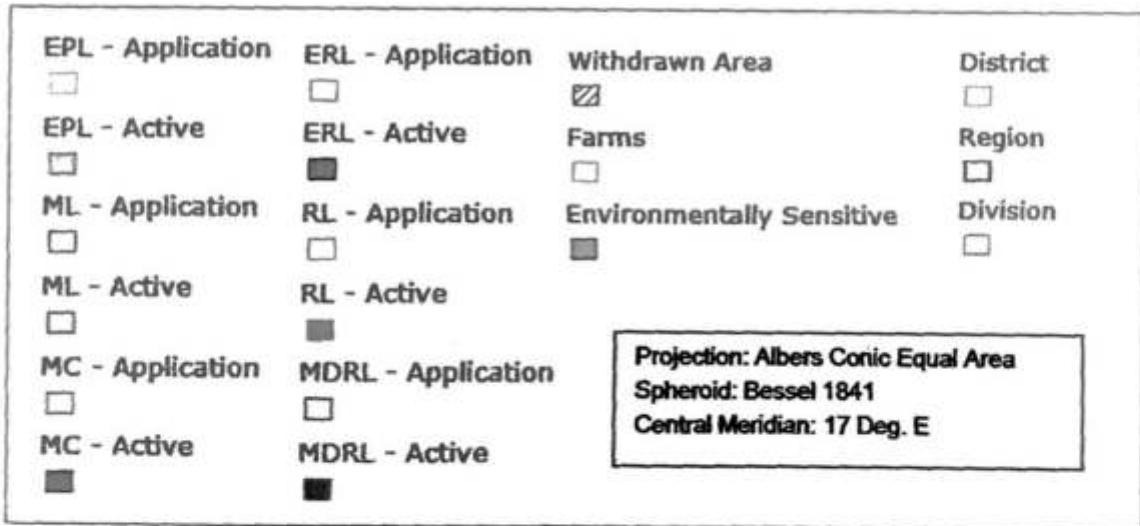 EPL - Application
EPL - Active
ML - Application
ML - Active
MC - Application
MC - Active
ERL - Application
ERL - Active
RL - Application
RL - Active
MDRL - Application
MDRL - Active
Withdrawn Area
Farms
Environmentally Sensitive
District
Region
Division
Projection: Albers Conic Equal Area
Spheroid: Bessel 1841
Central Meridian: 17 Deg. E